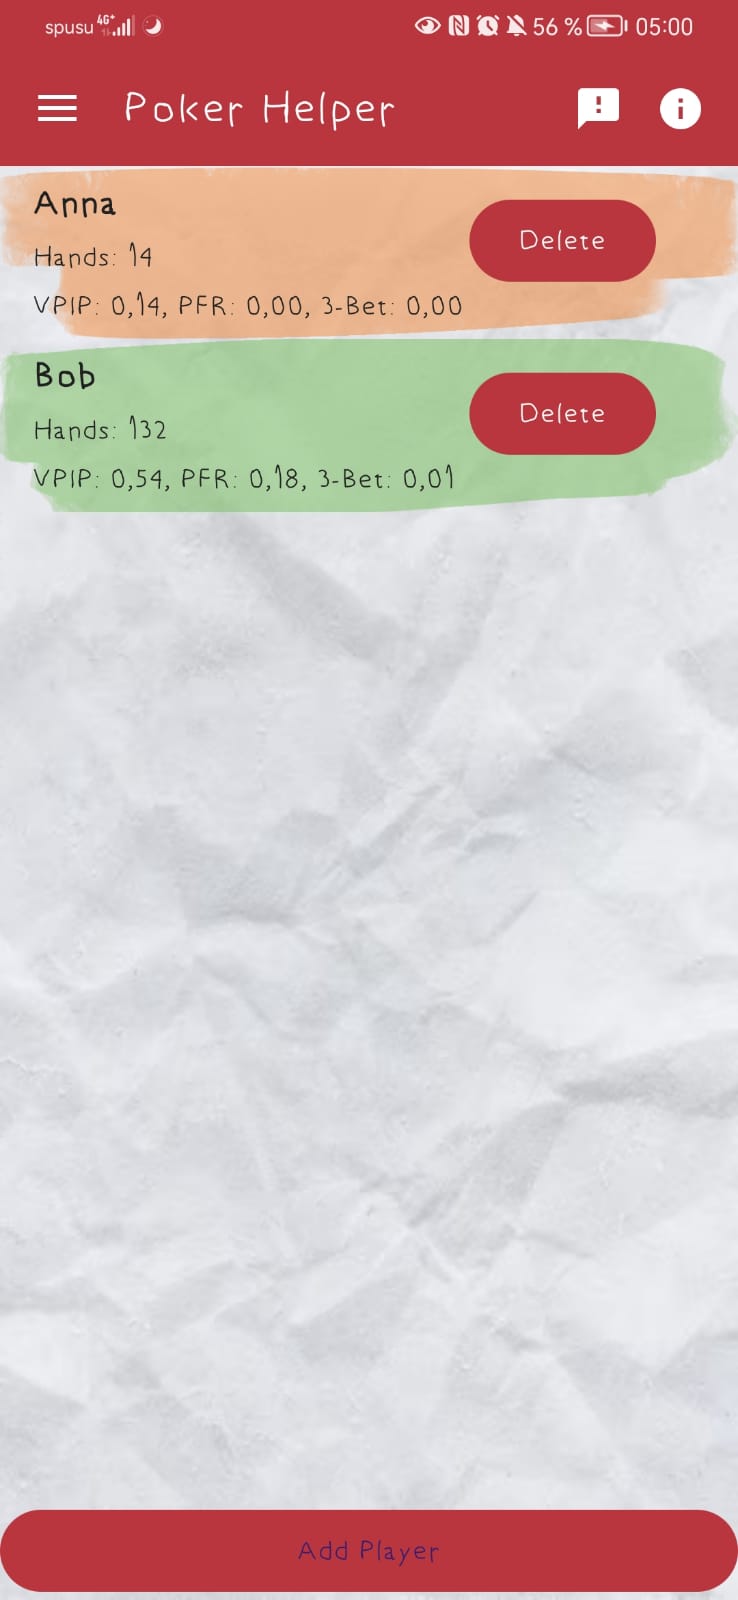 spusu 4G+ 56 % 05:00
Poker Helper
Anna
Hands: 14
Delete
VPIP: 0,14, PFR: 0,00, 3-Bet: 0,00
Bob
Hands: 132
Delete
VPIP: 0,54, PFR: 0,18, 3-Bet: 0,01
Add Player